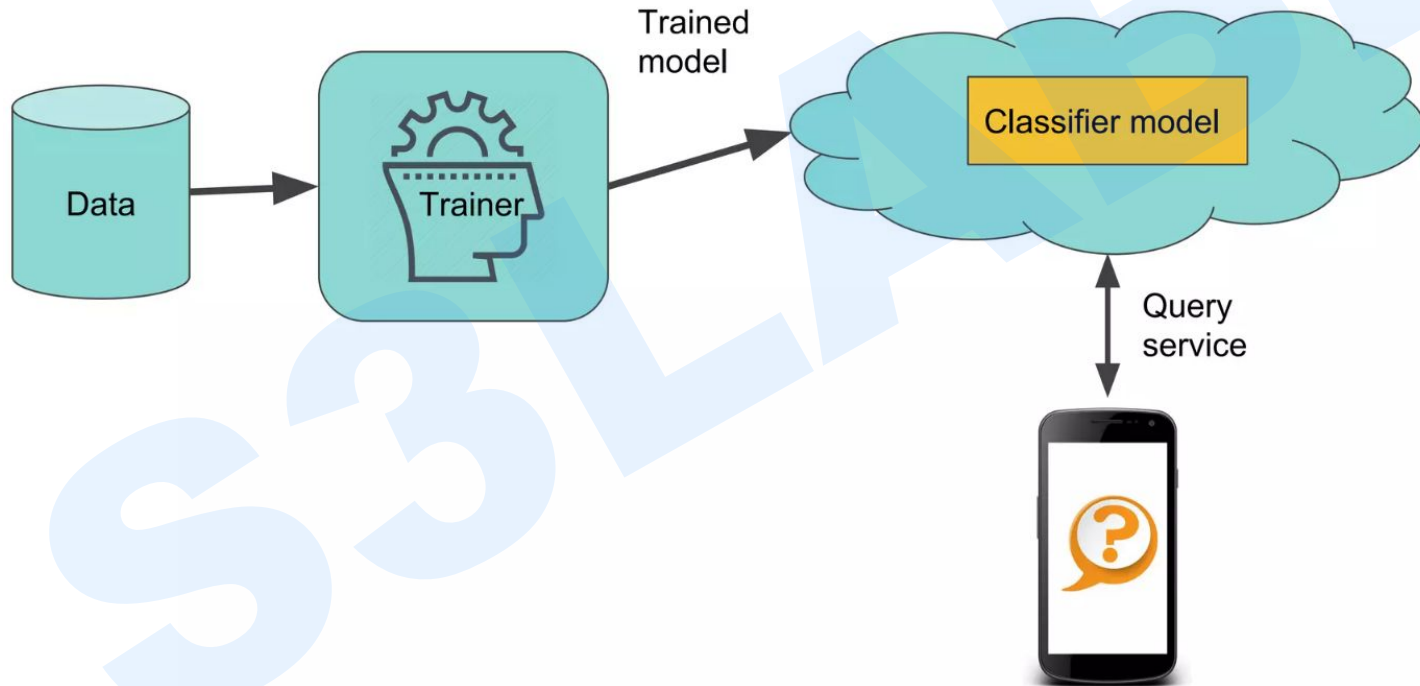 Trained
model
Classifier model
Data
Trainer
Query
service
?
S3LAB